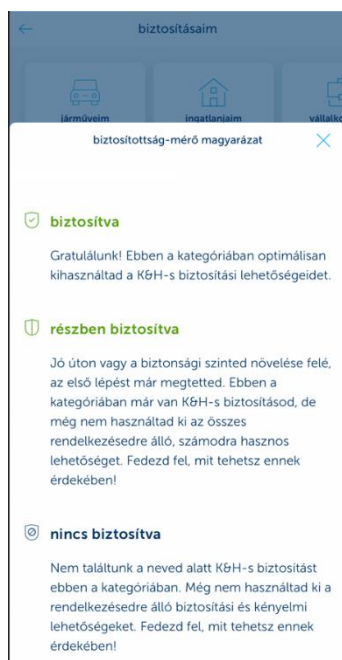 biztosításaim
járműveim ingatlanjaim
biztosítottság-mérő magyarázat
biztosítva
Gratulálunk! Ebben a kategóriában optimálisan
kihasználtad a K&H-s biztosítási lehetőségeidet.
részben biztosítva
Jó úton vagy a biztonsági szinted növelése felé,
az első lépést már megtetted. Ebben a
kategóriában már van K&H-s biztosításod, de
még nem használtad ki az összes
rendelkezésedre álló, számodra hasznos
lehetőséget. Fedezd fel, mit tehetsz ennek
érdekében!
nincs biztosítva
Nem találtunk a neved alatt K&H-s biztosítást
ebben a kategóriában. Még nem használtad ki a
rendelkezésedre álló biztosítási és kényelmi
lehetőségeket. Fedezd fel, mit tehetsz ennek
érdekében!